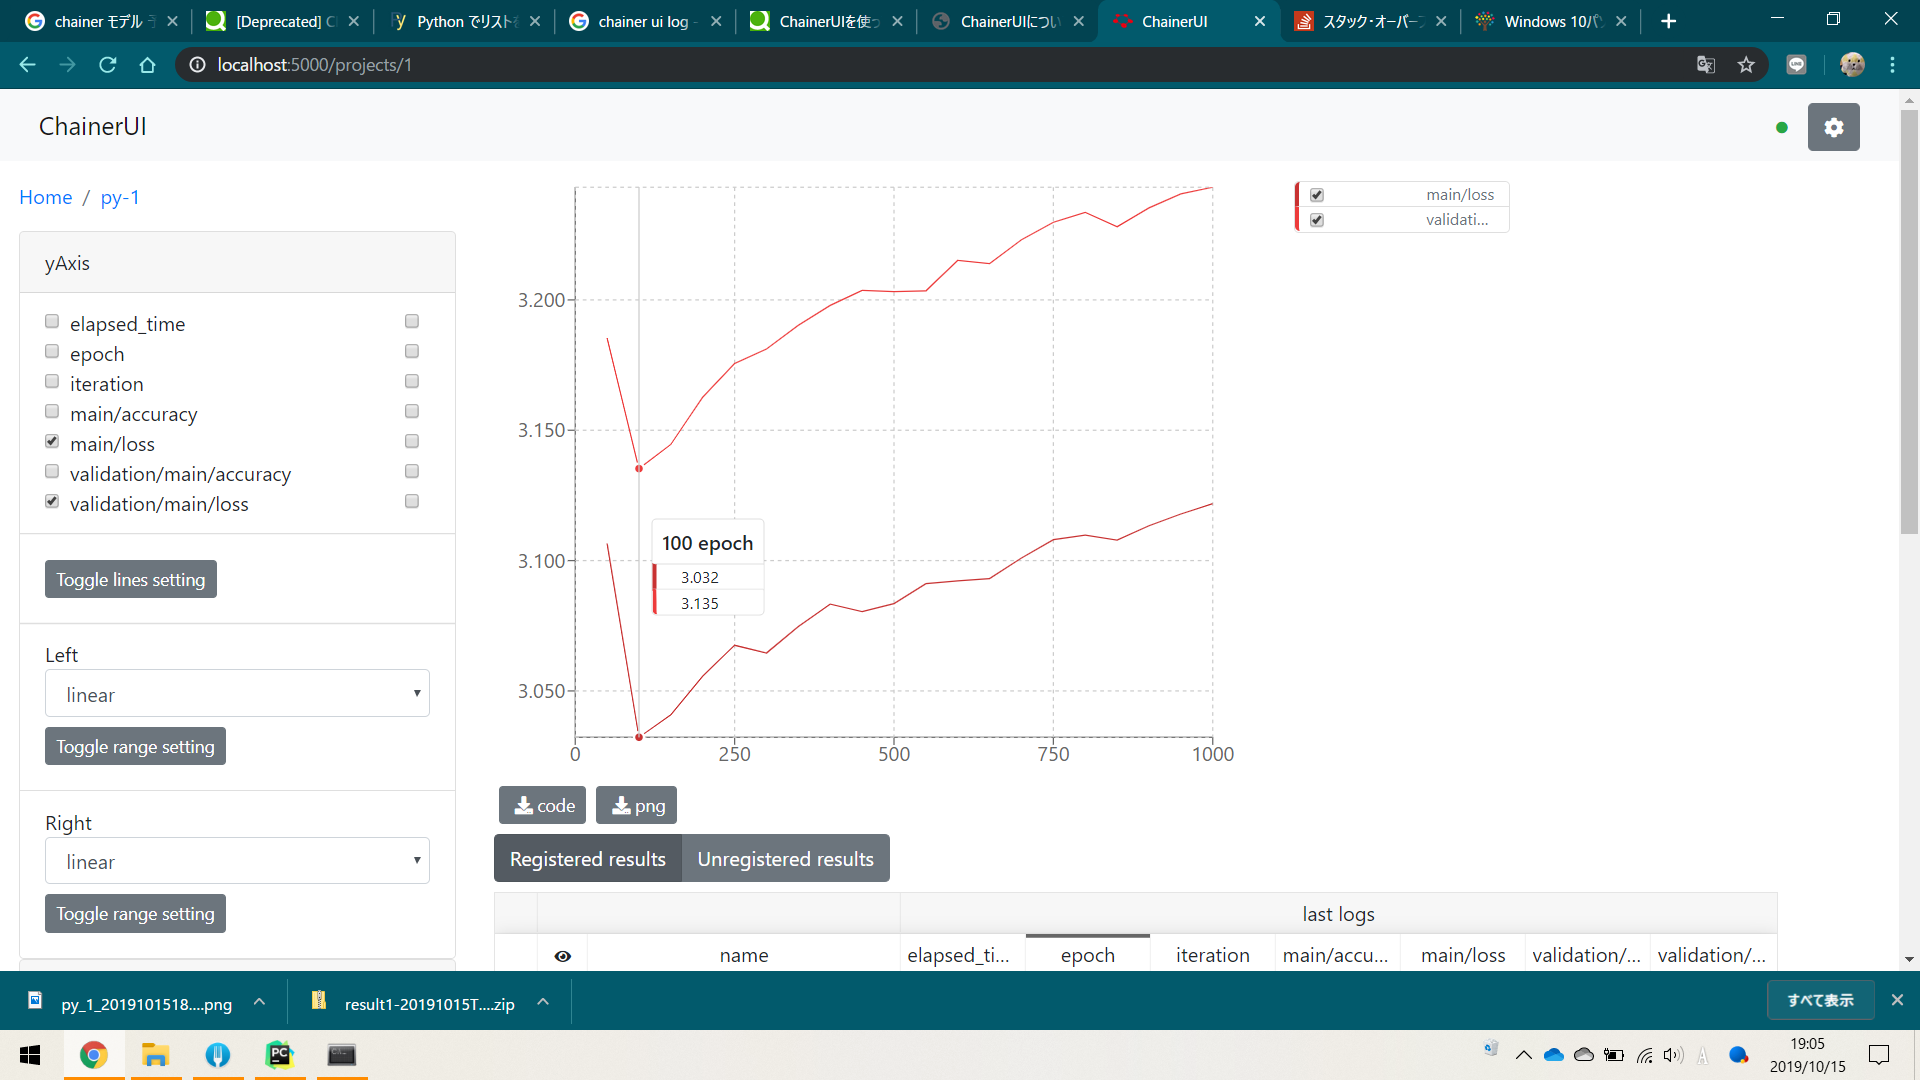 chainer モデル
[Deprecated] C
Python でリスト
chainer ui log -
ChainerUIを使っ
ChainerUIについ
ChainerUI
スタック・オーバーフ
Windows 10パ
localhost:5000/projects/1
ChainerUI
Home / py-1
yAxis
elapsed_time
epoch
iteration
main/accuracy
main/loss
validation/main/accuracy
validation/main/loss
Toggle lines setting
Left
linear
Toggle range setting
Right
linear
Toggle range setting
3.200
3.150
3.100
3.050
0
250
500
750
1000
100 epoch
3.032
3.135
main/loss
validati...
code
png
Registered results
Unregistered results
last logs
name
elapsed_ti...
epoch
iteration
main/accu...
main/loss
validation/...
validation/...
py_1_2019101518....png
result1-20191015T....zip
すべて表示
19:05
2019/10/15